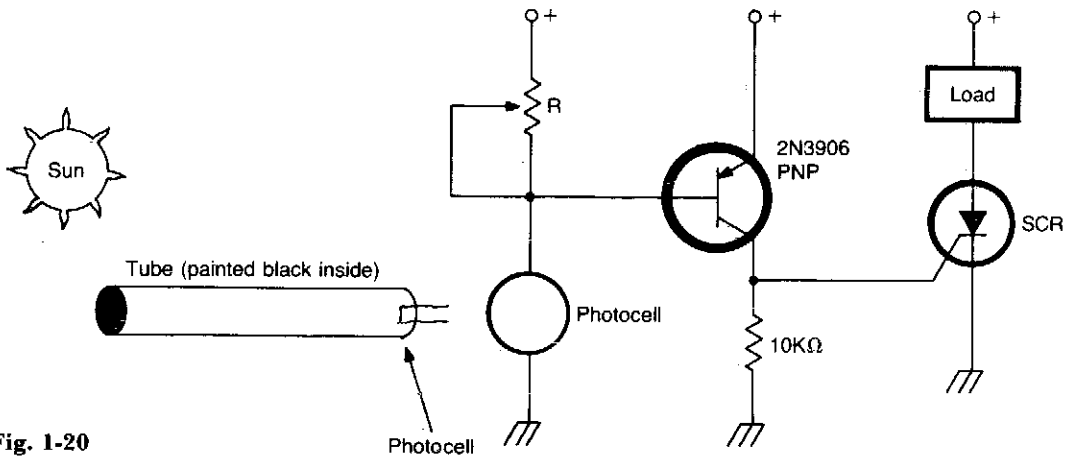 +
+
+
R
Load
2N3906
PNP
Sun
SCR
Tube (painted black inside)
Photocell
10KΩ
Fig. 1-20
Photocell